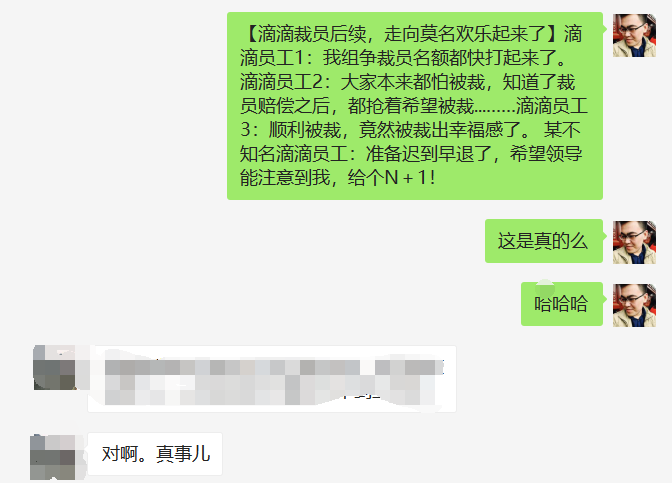 【滴滴裁员后续，走向莫名欢乐起来了】滴
滴员工1：我组争裁员名额都快打起来了。
滴滴员工2：大家本来都怕被裁，知道了裁
员赔偿之后，都抢着希望被裁………滴滴员工
3：顺利被裁，竟然被裁出幸福感了。 某不
知名滴滴员工：准备迟到早退了，希望领导
能注意到我，给个N + 1！
这是真的么
哈哈哈
对啊。真事儿